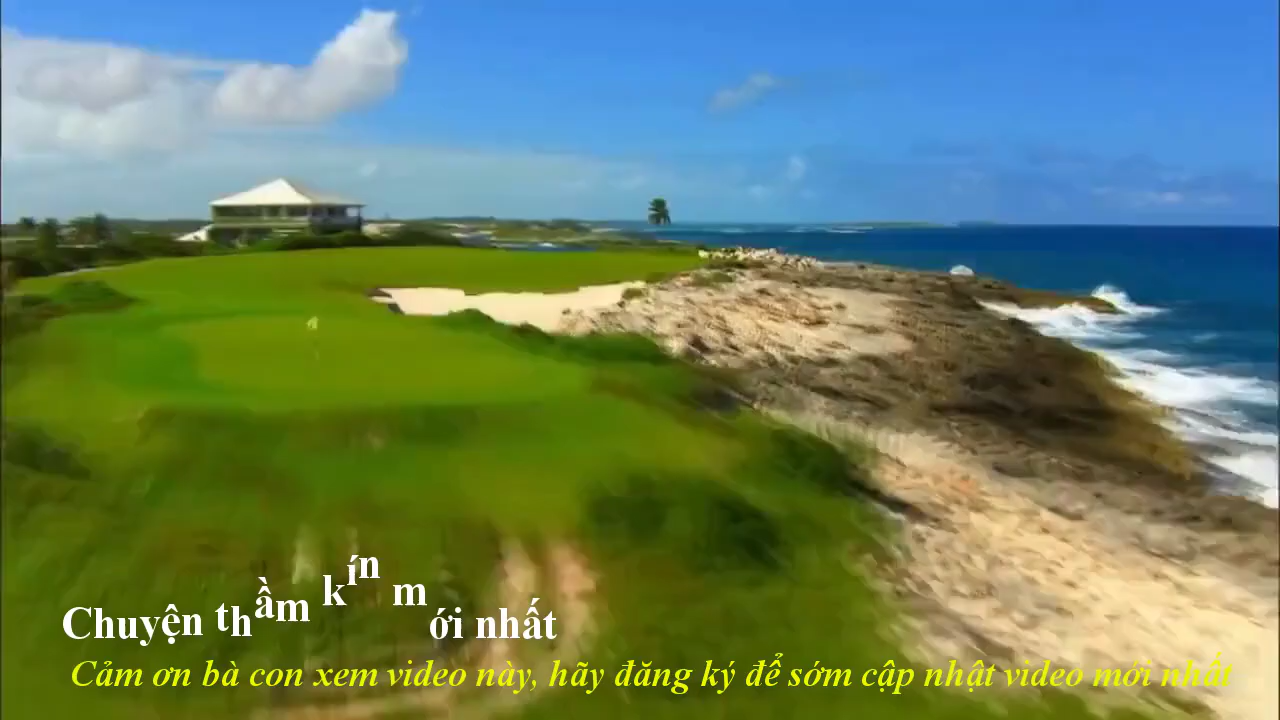 Chuyện thầm kín mới nhất
Cảm ơn bà con xem video này, hãy đăng ký để sớm cập nhật video mới nhất